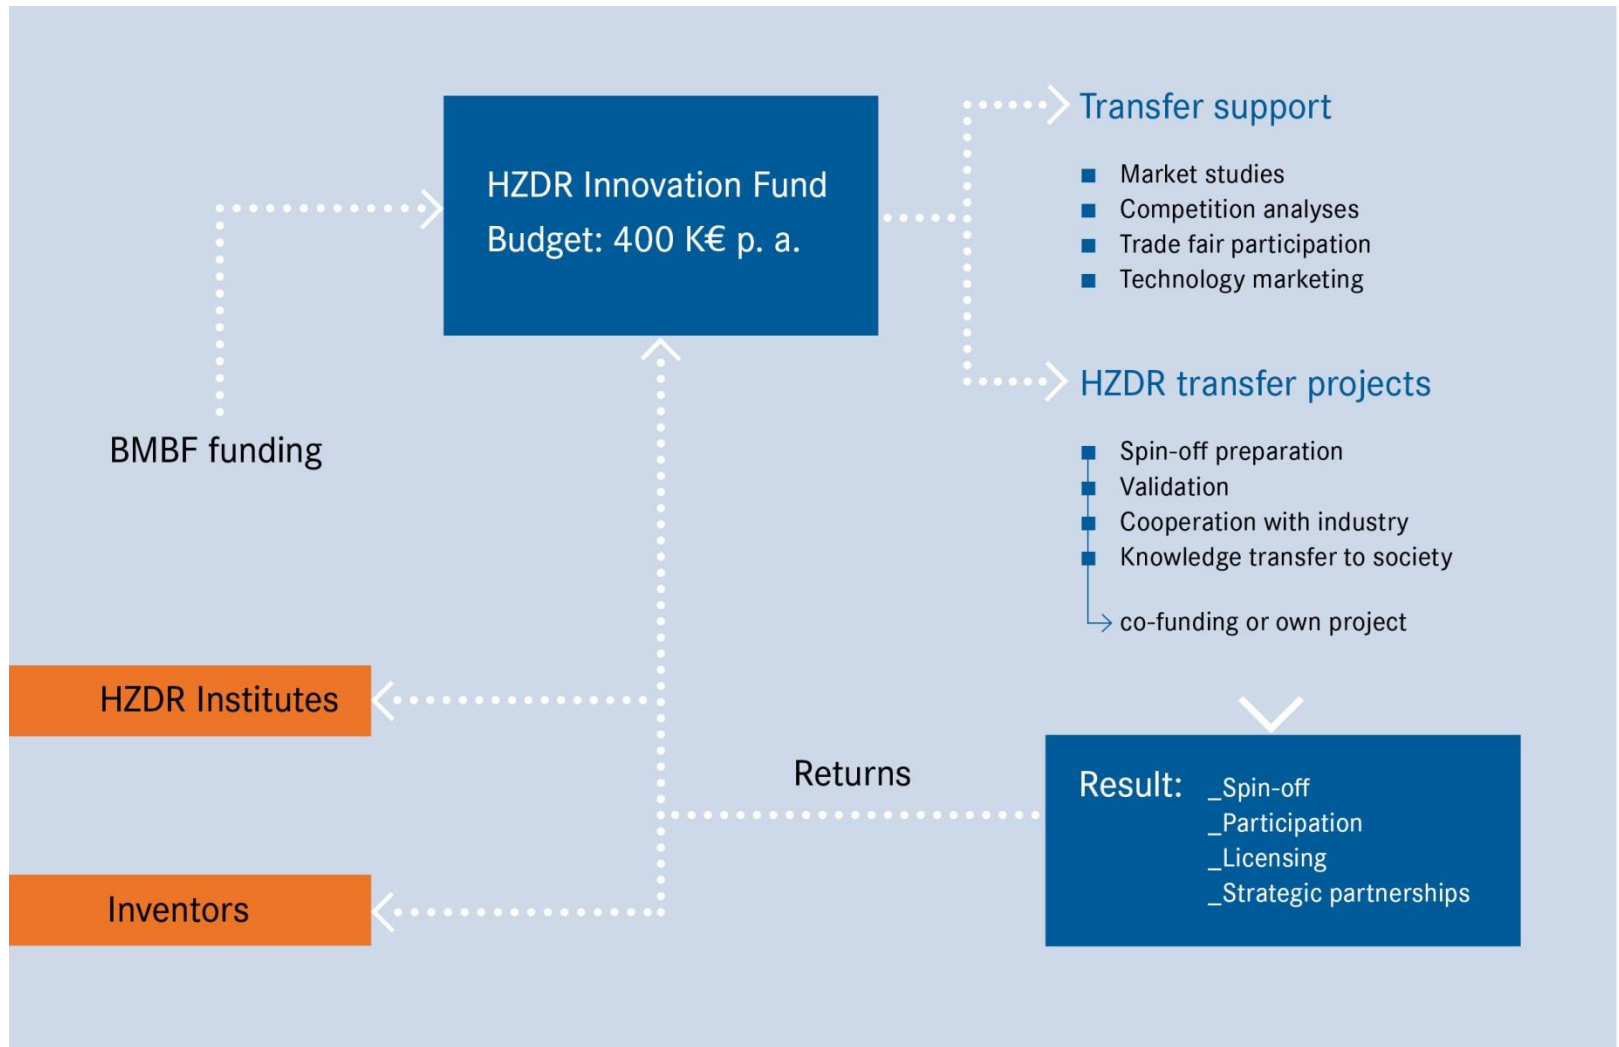 HZDR Innovation Fund
Budget: 400 K€ p. a.
BMBF funding
Transfer support
Market studies
Competition analyses
Trade fair participation
Technology marketing
HZDR transfer projects
Spin-off preparation
Validation
Cooperation with industry
Knowledge transfer to society
co-funding or own project
HZDR Institutes
Inventors
Returns
Result: _Spin-off
_Participation
_Licensing
_Strategic partnerships